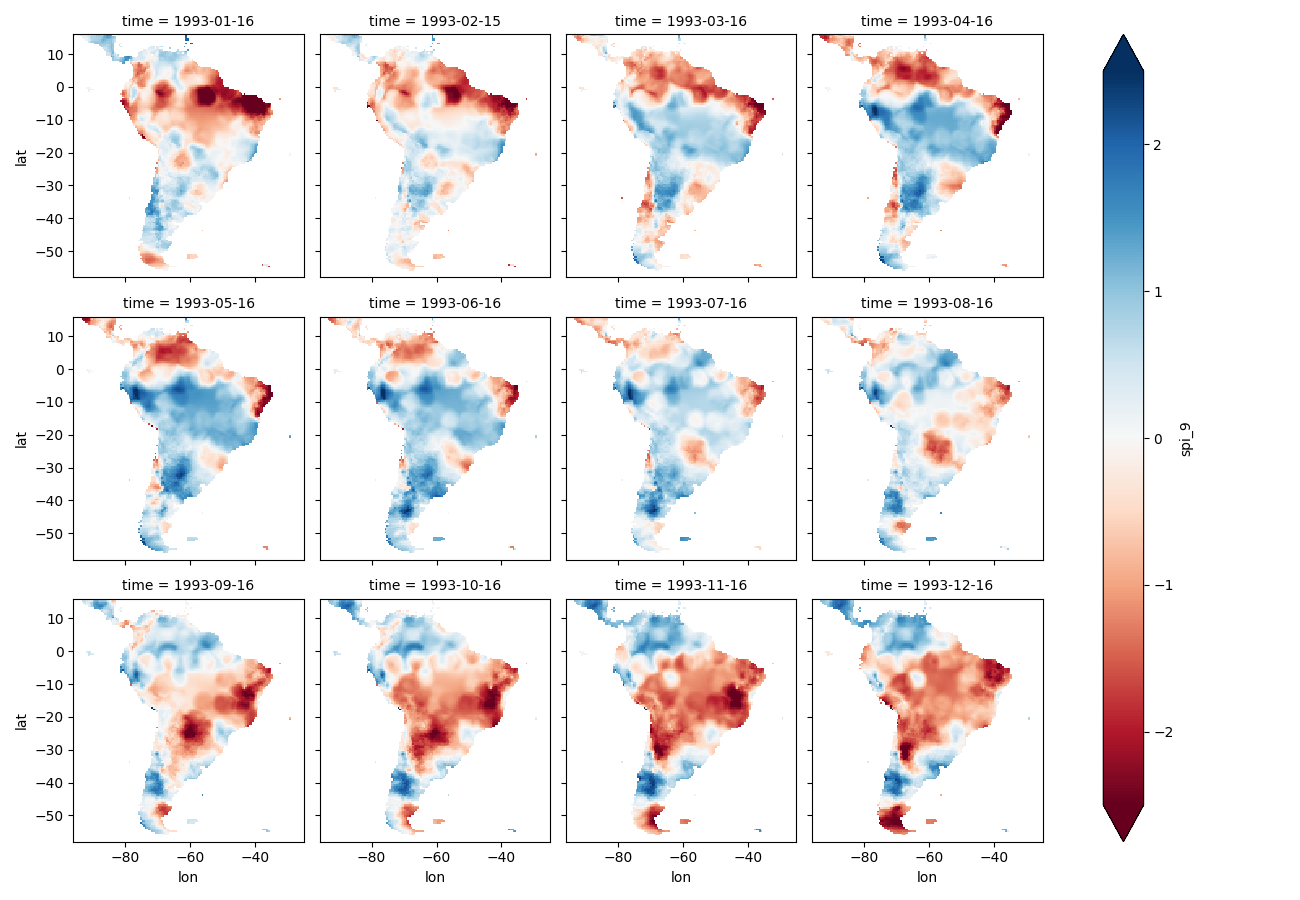 time = 1993-01-16
time = 1993-02-15
time = 1993-03-16
time = 1993-04-16
10
0
−10
−20
−30
−40
−50
lat
time = 1993-05-16
time = 1993-06-16
time = 1993-07-16
time = 1993-08-16
10
0
−10
−20
−30
−40
−50
lat
time = 1993-09-16
time = 1993-10-16
time = 1993-11-16
time = 1993-12-16
10
0
−10
−20
−30
−40
−50
lat
−80 −60 −40
lon
−80 −60 −40
lon
−80 −60 −40
lon
−80 −60 −40
lon
2
1
0
−1
−2
spi_9